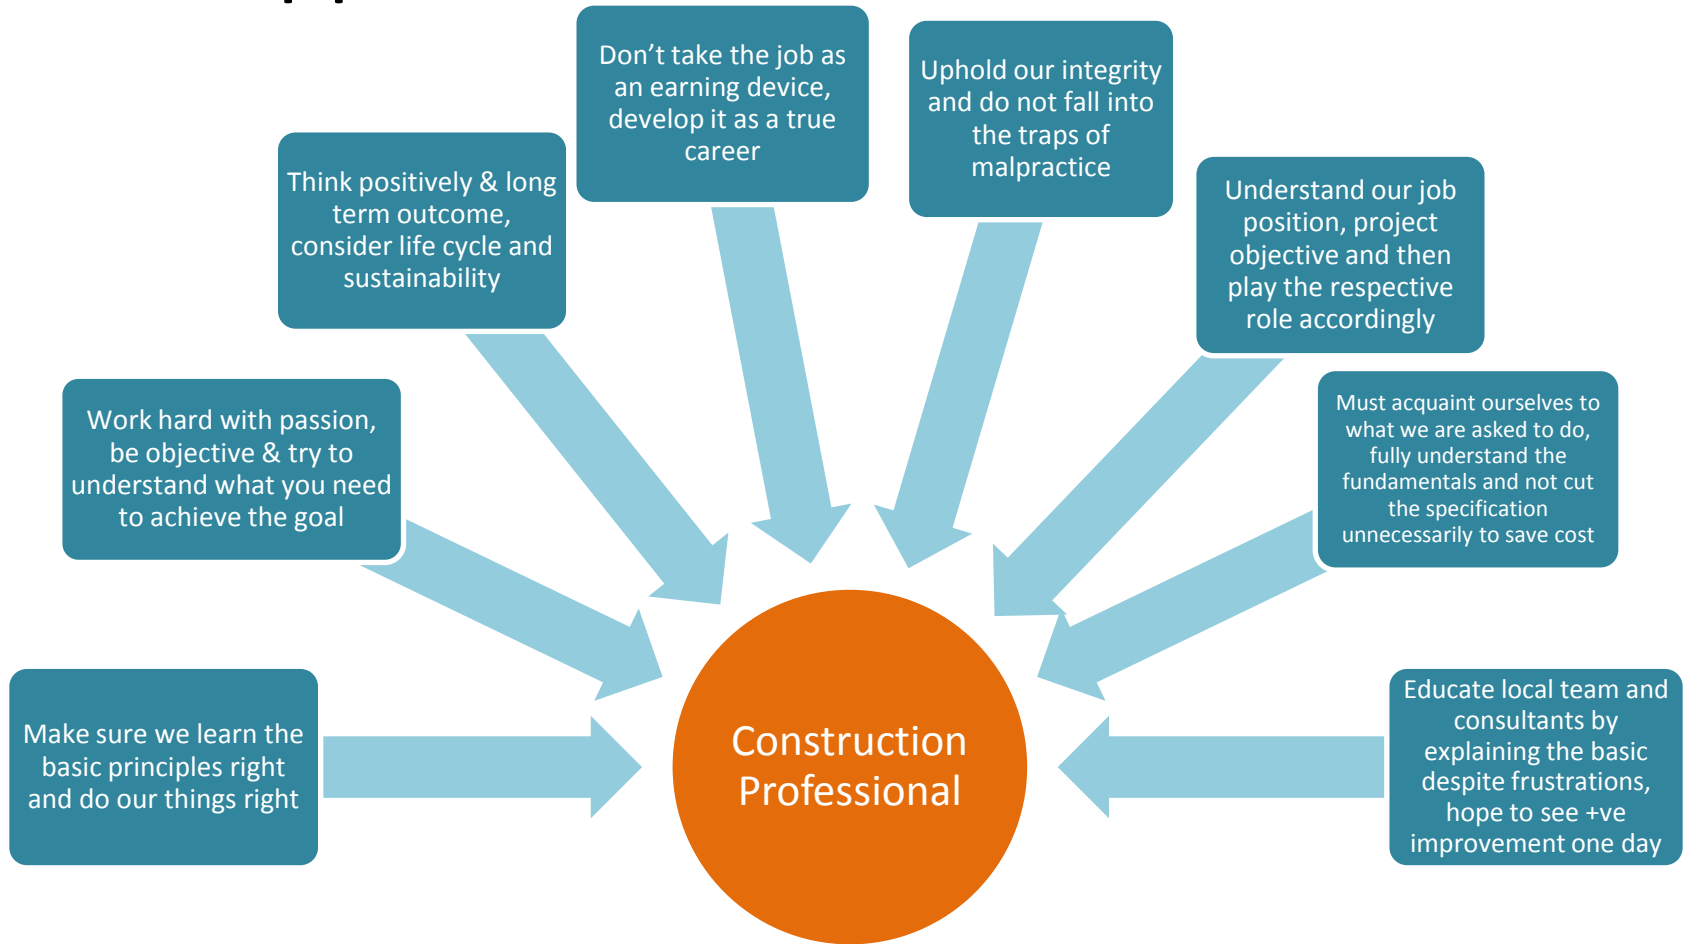 Don’t take the job as
an earning device,
develop it as a true
career
Uphold our integrity
and do not fall into
the traps of
malpractice
Think positively & long
term outcome,
consider life cycle and
sustainability
Understand our job
position, project
objective and then
play the respective
role accordingly
Work hard with passion,
be objective & try to
understand what you need
to achieve the goal
Must acquaint ourselves to
what we are asked to do,
fully understand the
fundamentals and not cut
the specification
unnecessarily to save cost
Make sure we learn the
basic principles right
and do our things right
Construction
Professional
Educate local team and
consultants by
explaining the basic
despite frustrations,
hope to see +ve
improvement one day